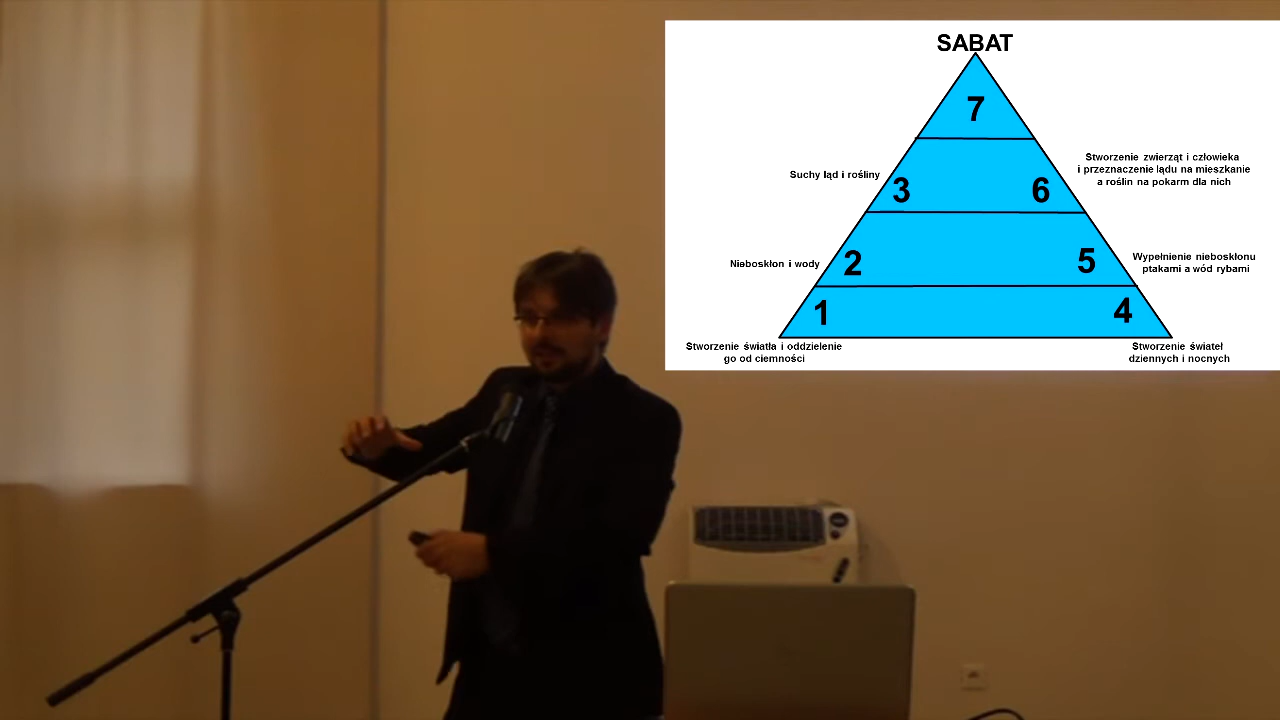 SABAT
7
Suchy ląd i rośliny
3
6
Stworzenie zwierząt i człowieka
i przeznaczenie lądu na mieszkanie
a roślin na pokarm dla nich
Nieboskłon i wody
2
5
Wypełnienie nieboskłonu
ptakami a wód rybami
1
4
Stworzenie światła i oddzielenie
go od ciemności
Stworzenie świateł
dziennych i nocnych